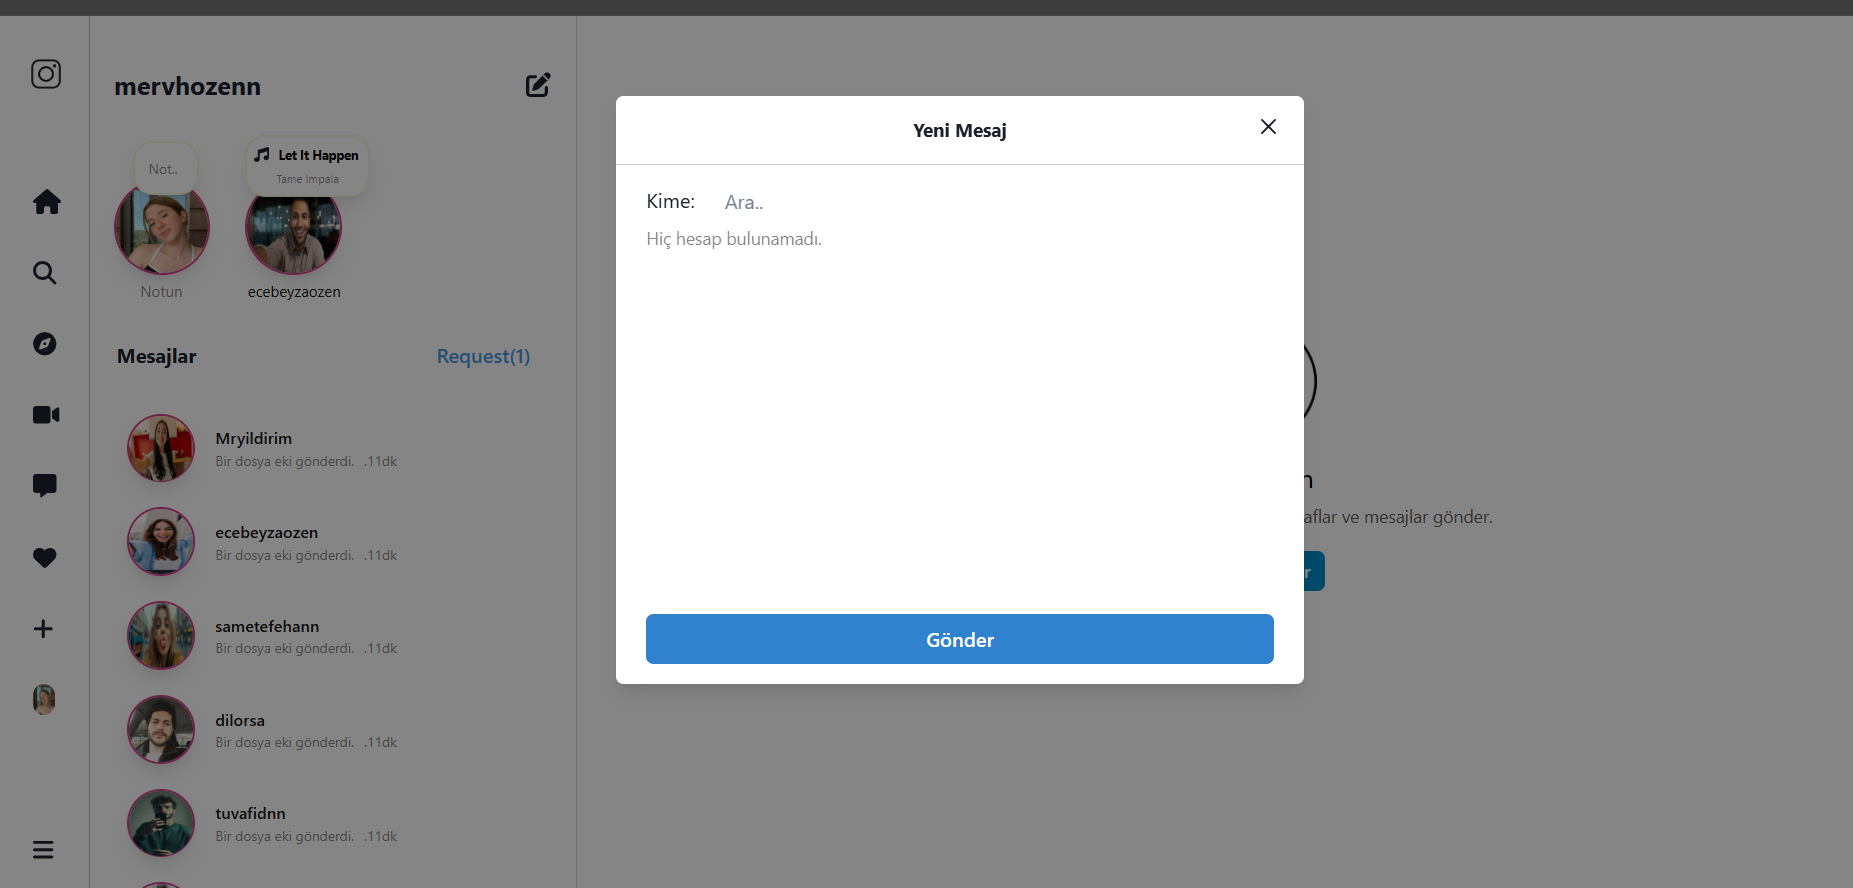 mervhozenn
Not..
Let It Happen
Tame Impala
Notun
ecebeyzaozen
Mesajlar
Request(1)
Mryildirim
Bir dosya eki gönderdi. .11dk
ecebeyzaozen
Bir dosya eki gönderdi. .11dk
sametefehann
Bir dosya eki gönderdi. .11dk
dilorsa
Bir dosya eki gönderdi. .11dk
tuvafidnn
Bir dosya eki gönderdi. .11dk
Yeni Mesaj
Kime:
Ara..
Hiç hesap bulunamadı.
Gönder
ve mesajlar gönder.